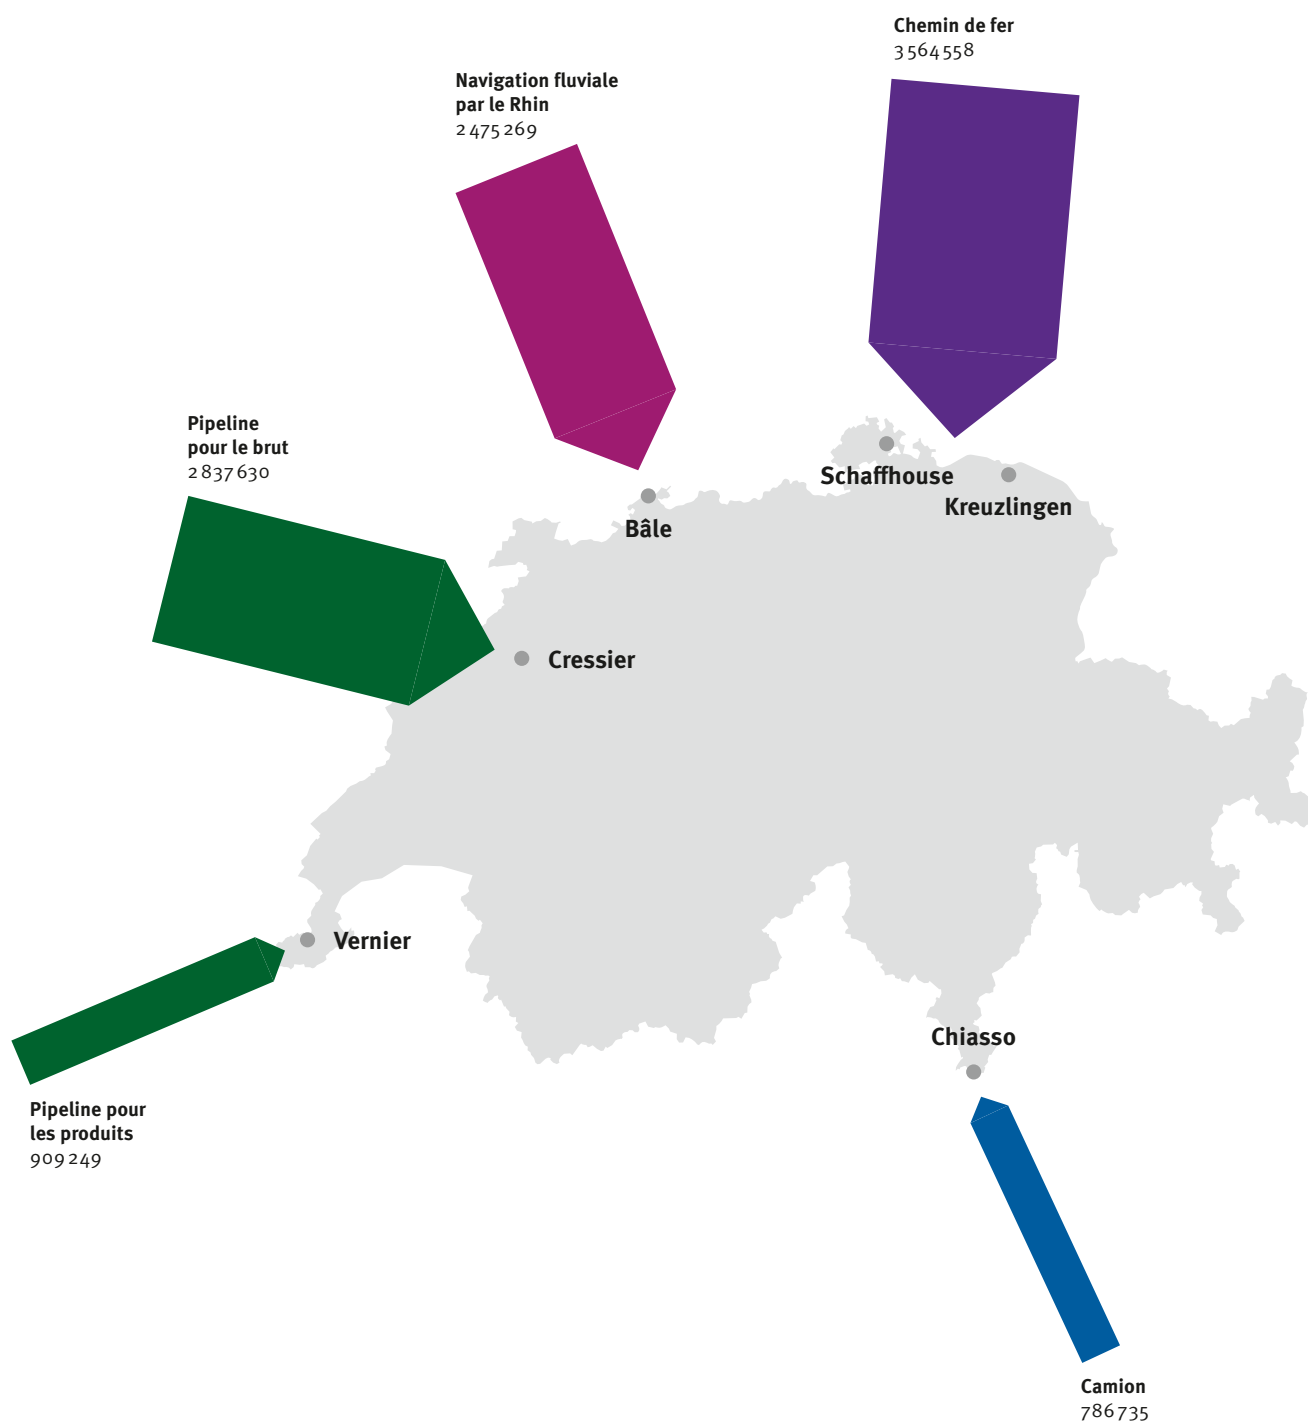 Chemin de fer
3 564 558
Navigation fluviale
par le Rhin
2 475 269
Pipeline
pour le brut
2 837 630
Schaffhouse
Kreuzlingen
Bâle
Cressier
Vernier
Chiasso
Pipeline pour
les produits
909 249
Camion
786 735